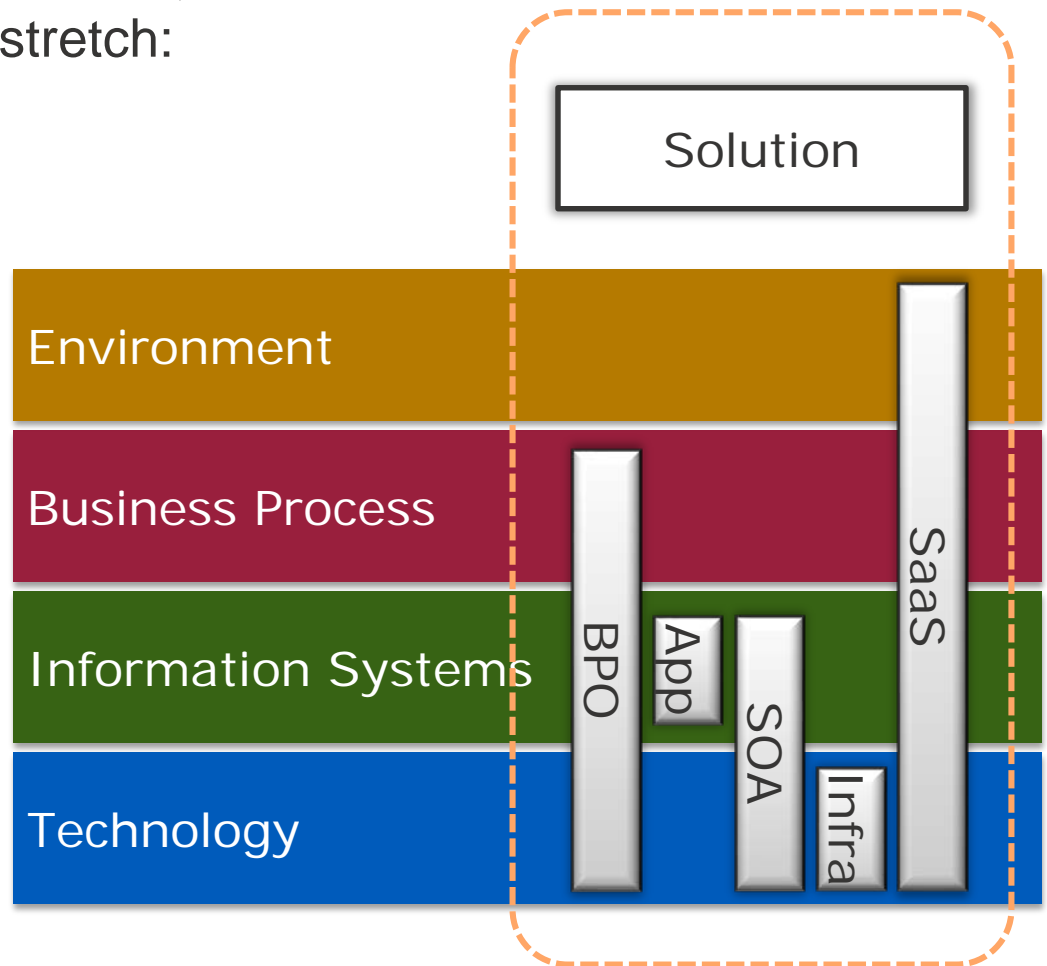 stretch:
Solution
Environment
Business Process
Information Systems
Technology
BPO
App
SOA
Infra
SaaS